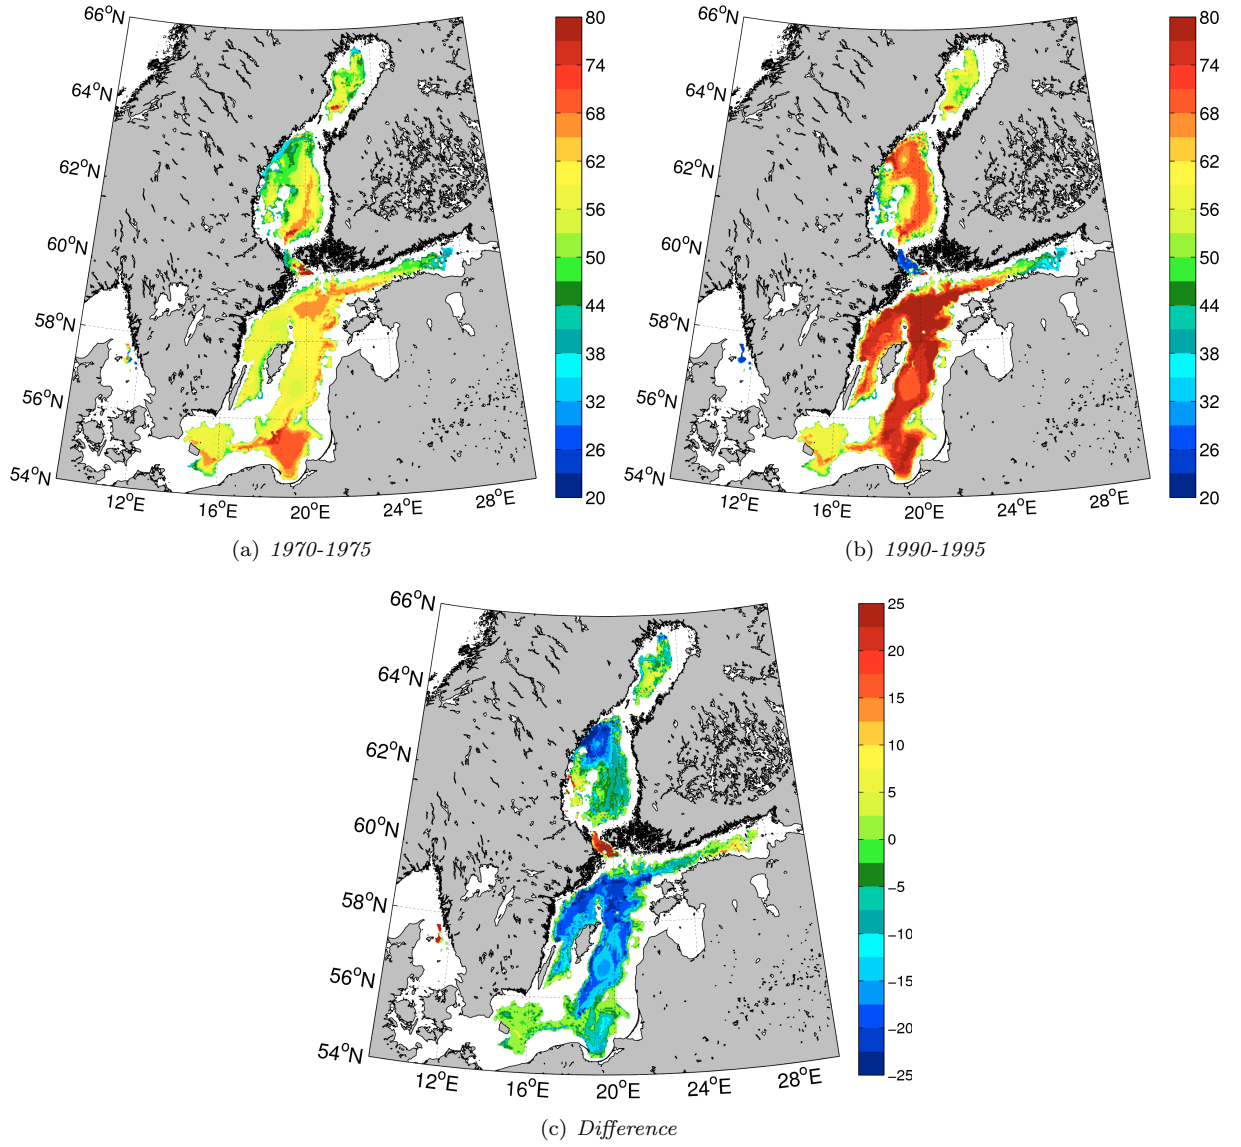 66°N
64°N
62°N
60°N
58°N
56°N
54°N
12°E
16°E
20°E
24°E
28°E
80
74
68
62
56
50
44
38
32
26
20
(a) 1970-1975
66°N
64°N
62°N
60°N
58°N
56°N
54°N
12°E
16°E
20°E
24°E
28°E
80
74
68
62
56
50
44
38
32
26
20
(b) 1990-1995
66°N
64°N
62°N
60°N
58°N
56°N
54°N
12°E
16°E
20°E
24°E
28°E
25
20
15
10
5
0
−5
−10
−15
−20
−25
(c) Difference